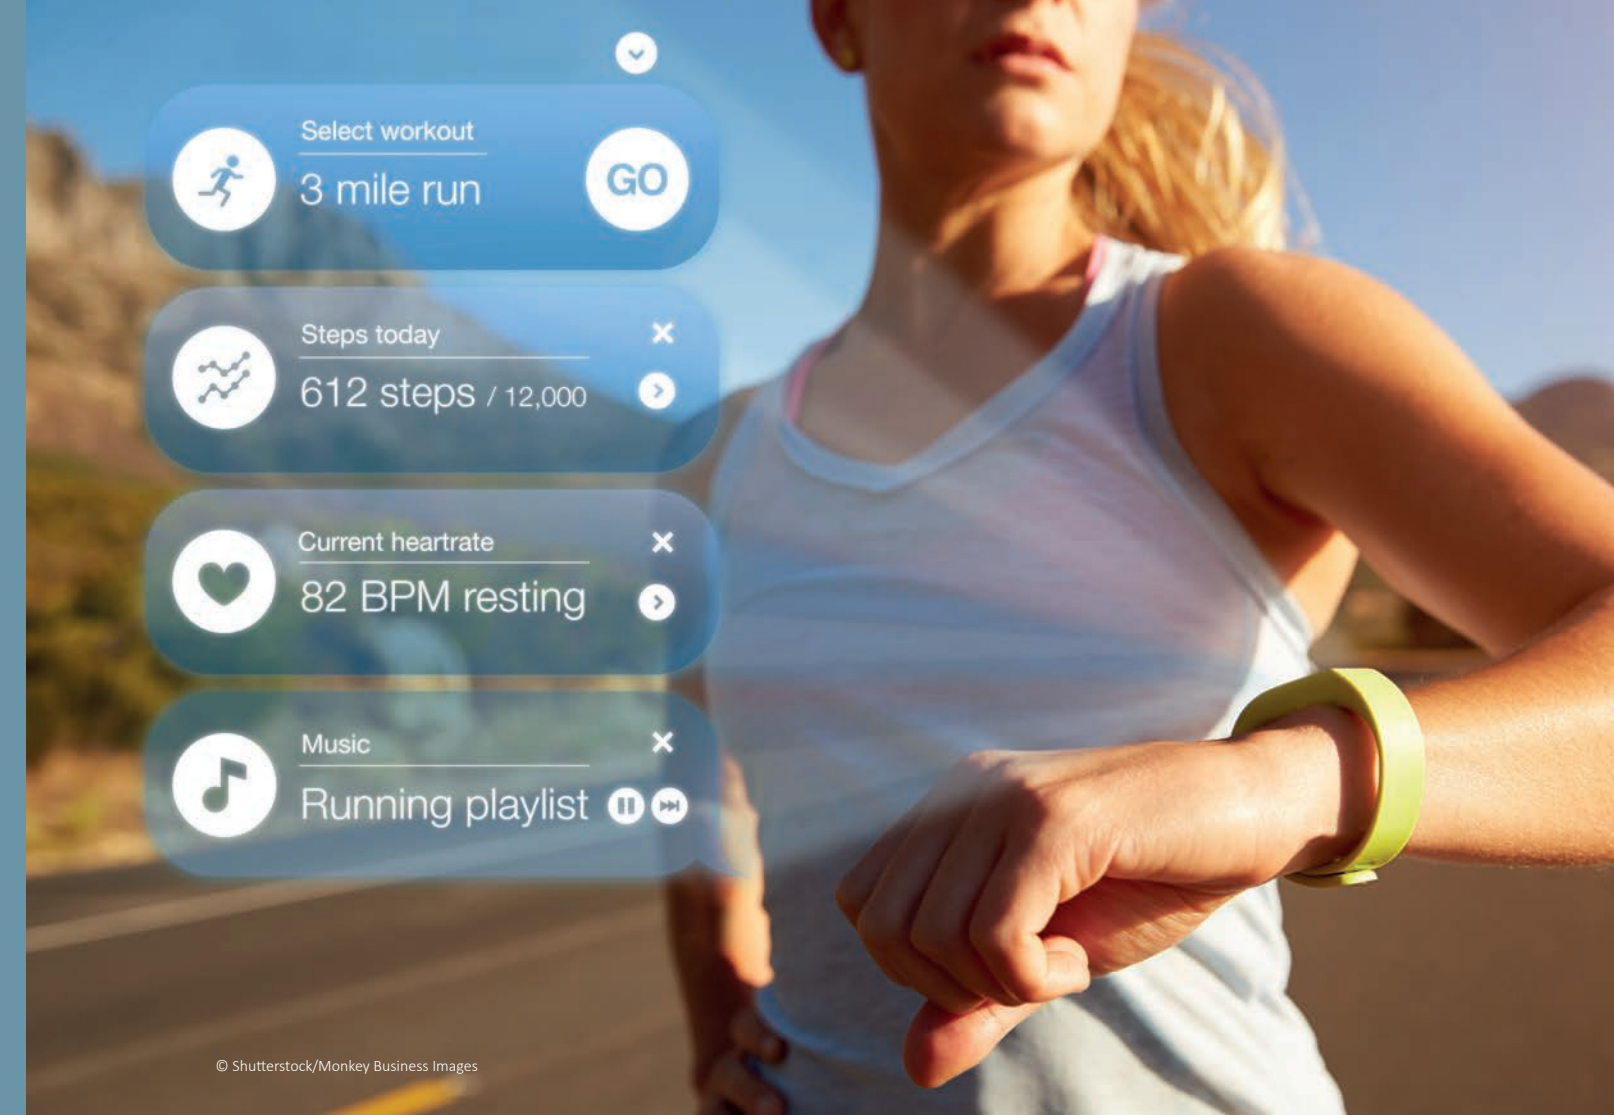 Select workout
3 mile run
GO
Steps today
612 steps / 12,000
Current heartrate
82 BPM resting
Music
Running playlist
© Shutterstock/Monkey Business Images